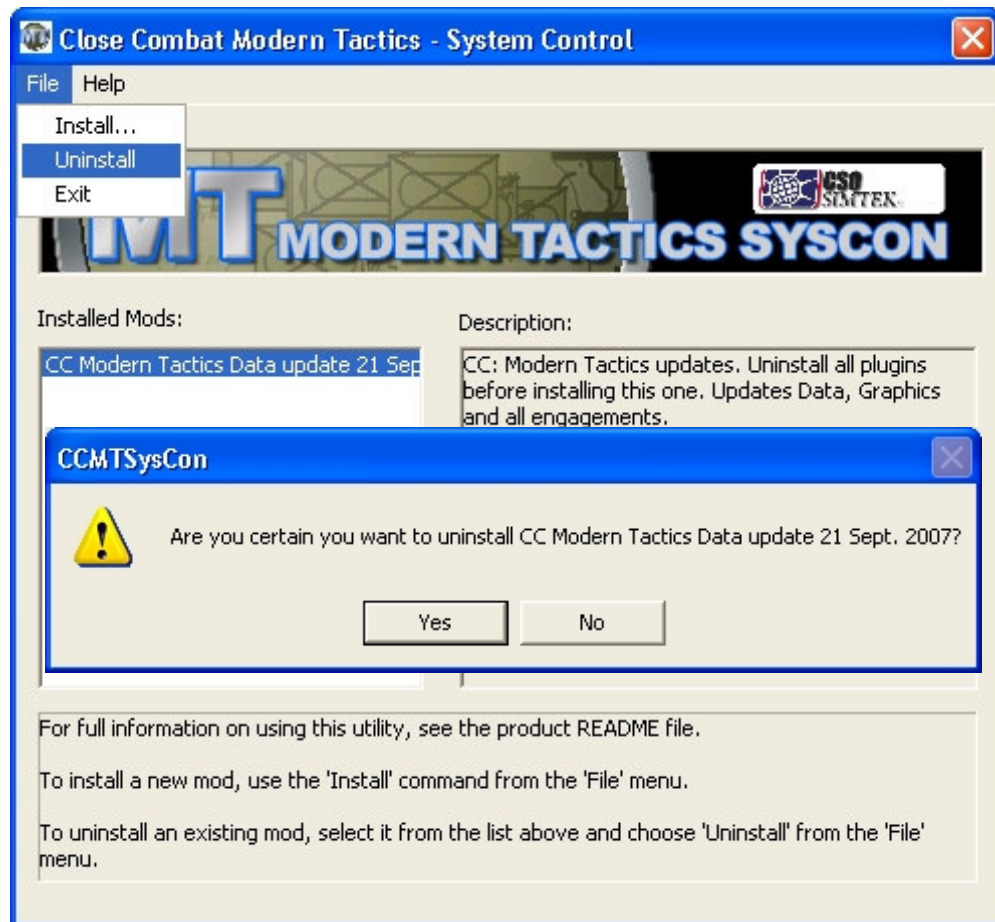 Close Combat Modern Tactics - System Control
File Help
Install...
Uninstall
Exit
MT
CSO
SIMTEK
MODERN TACTICS SYSCON
Installed Mods:
Description:
CC Modern Tactics Data update 21 Sep
CC: Modern Tactics updates. Uninstall all plugins
before installing this one. Updates Data, Graphics
and all engagements.
CCMTSysCon
Are you certain you want to uninstall CC Modern Tactics Data update 21 Sept. 2007?
Yes
No
For full information on using this utility, see the product README file.
To install a new mod, use the 'Install' command from the 'File' menu.
To uninstall an existing mod, select it from the list above and choose 'Uninstall' from the 'File'
menu.